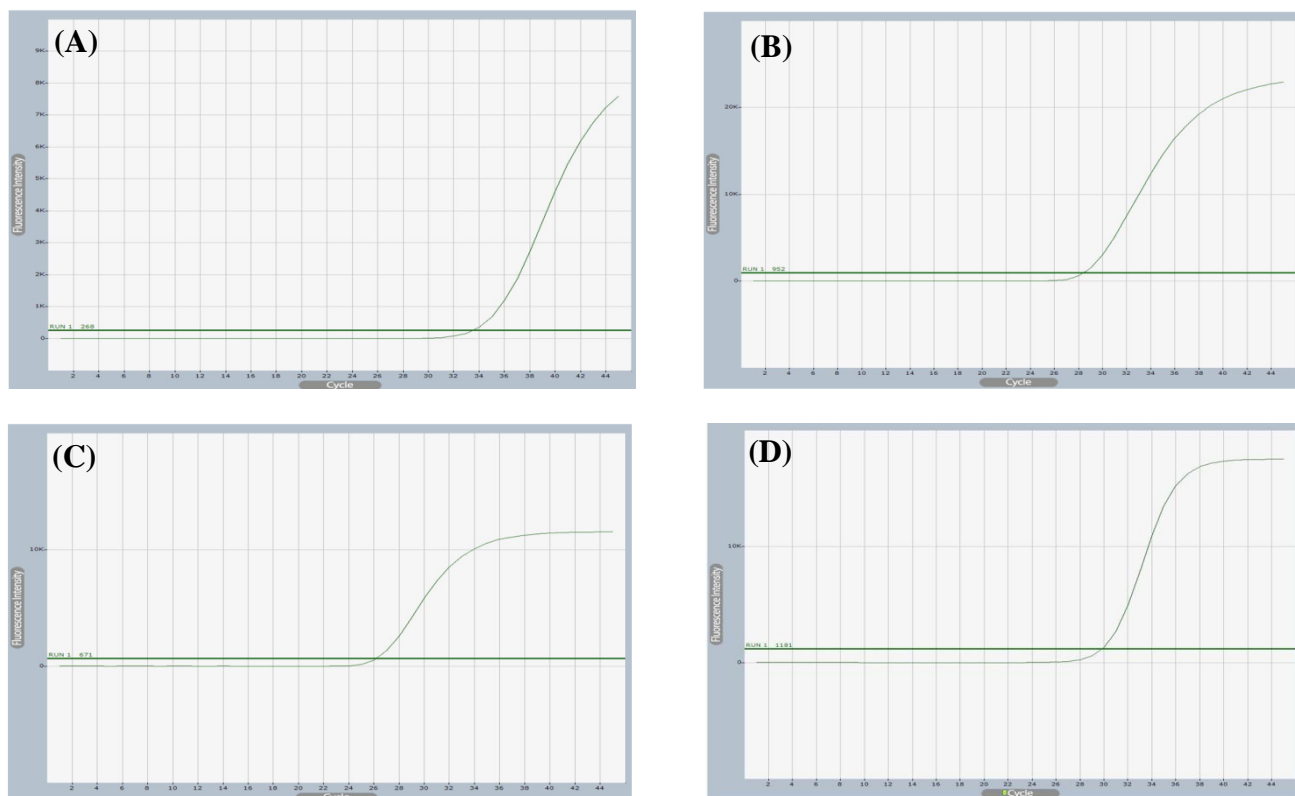 (A)
9K
8K
7K
6K
5K
4K
3K
2K
1K
0
Fluorescence Intensity
RUN 1 268
2 4 6 8 10 12 14 16 18 20 22 24 26 28 30 32 34 36 38 40 42 44
Cycle
(B)
20K
10K
0
Fluorescence Intensity
RUN 1 952
2 4 6 8 10 12 14 16 18 20 22 24 26 28 30 32 34 36 38 40 42 44
Cycle
(C)
10K
0
Fluorescence Intensity
RUN 1 671
2 4 6 8 10 12 14 16 18 20 22 24 26 28 30 32 34 36 38 40 42 44
Cycle
(D)
10K
0
Fluorescence Intensity
RUN 1 1181
2 4 6 8 10 12 14 16 18 20 22 24 26 28 30 32 34 36 38 40 42 44
Cycle